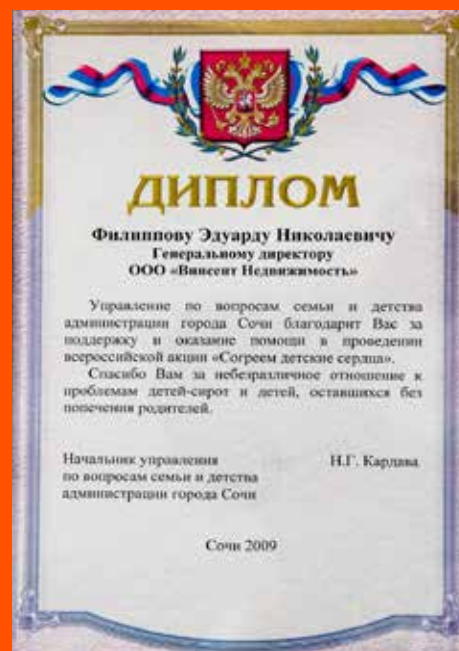 ДИПЛОМ
Филиппову Эдуарду Николаевичу
Генеральному директору
ООО «Винсент Недвижимость»
Управление по вопросам семьи и детства
администрации города Сочи благодарит Вас за
поддержку и оказание помощи в проведении
всероссийской акции «Согреем детские сердца».
Спасибо Вам за небезразличное отношение к
проблемам детей-сирот и детей, оставшихся без
попечения родителей.
Начальник управления Н.Г. Кардава
по вопросам семьи и детства
администрации города Сочи
Сочи 2009